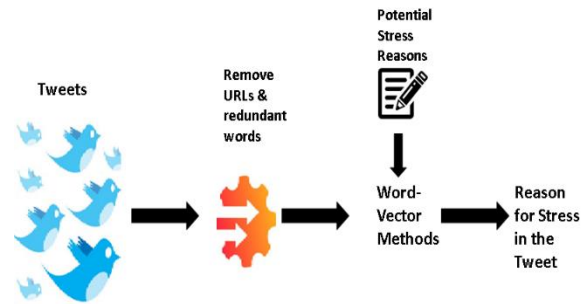 Tweets
Remove
URLs &
redundant
words
Potential
Stress
Reasons
Word-
Vector
Methods
Reason
for Stress
in the
Tweet